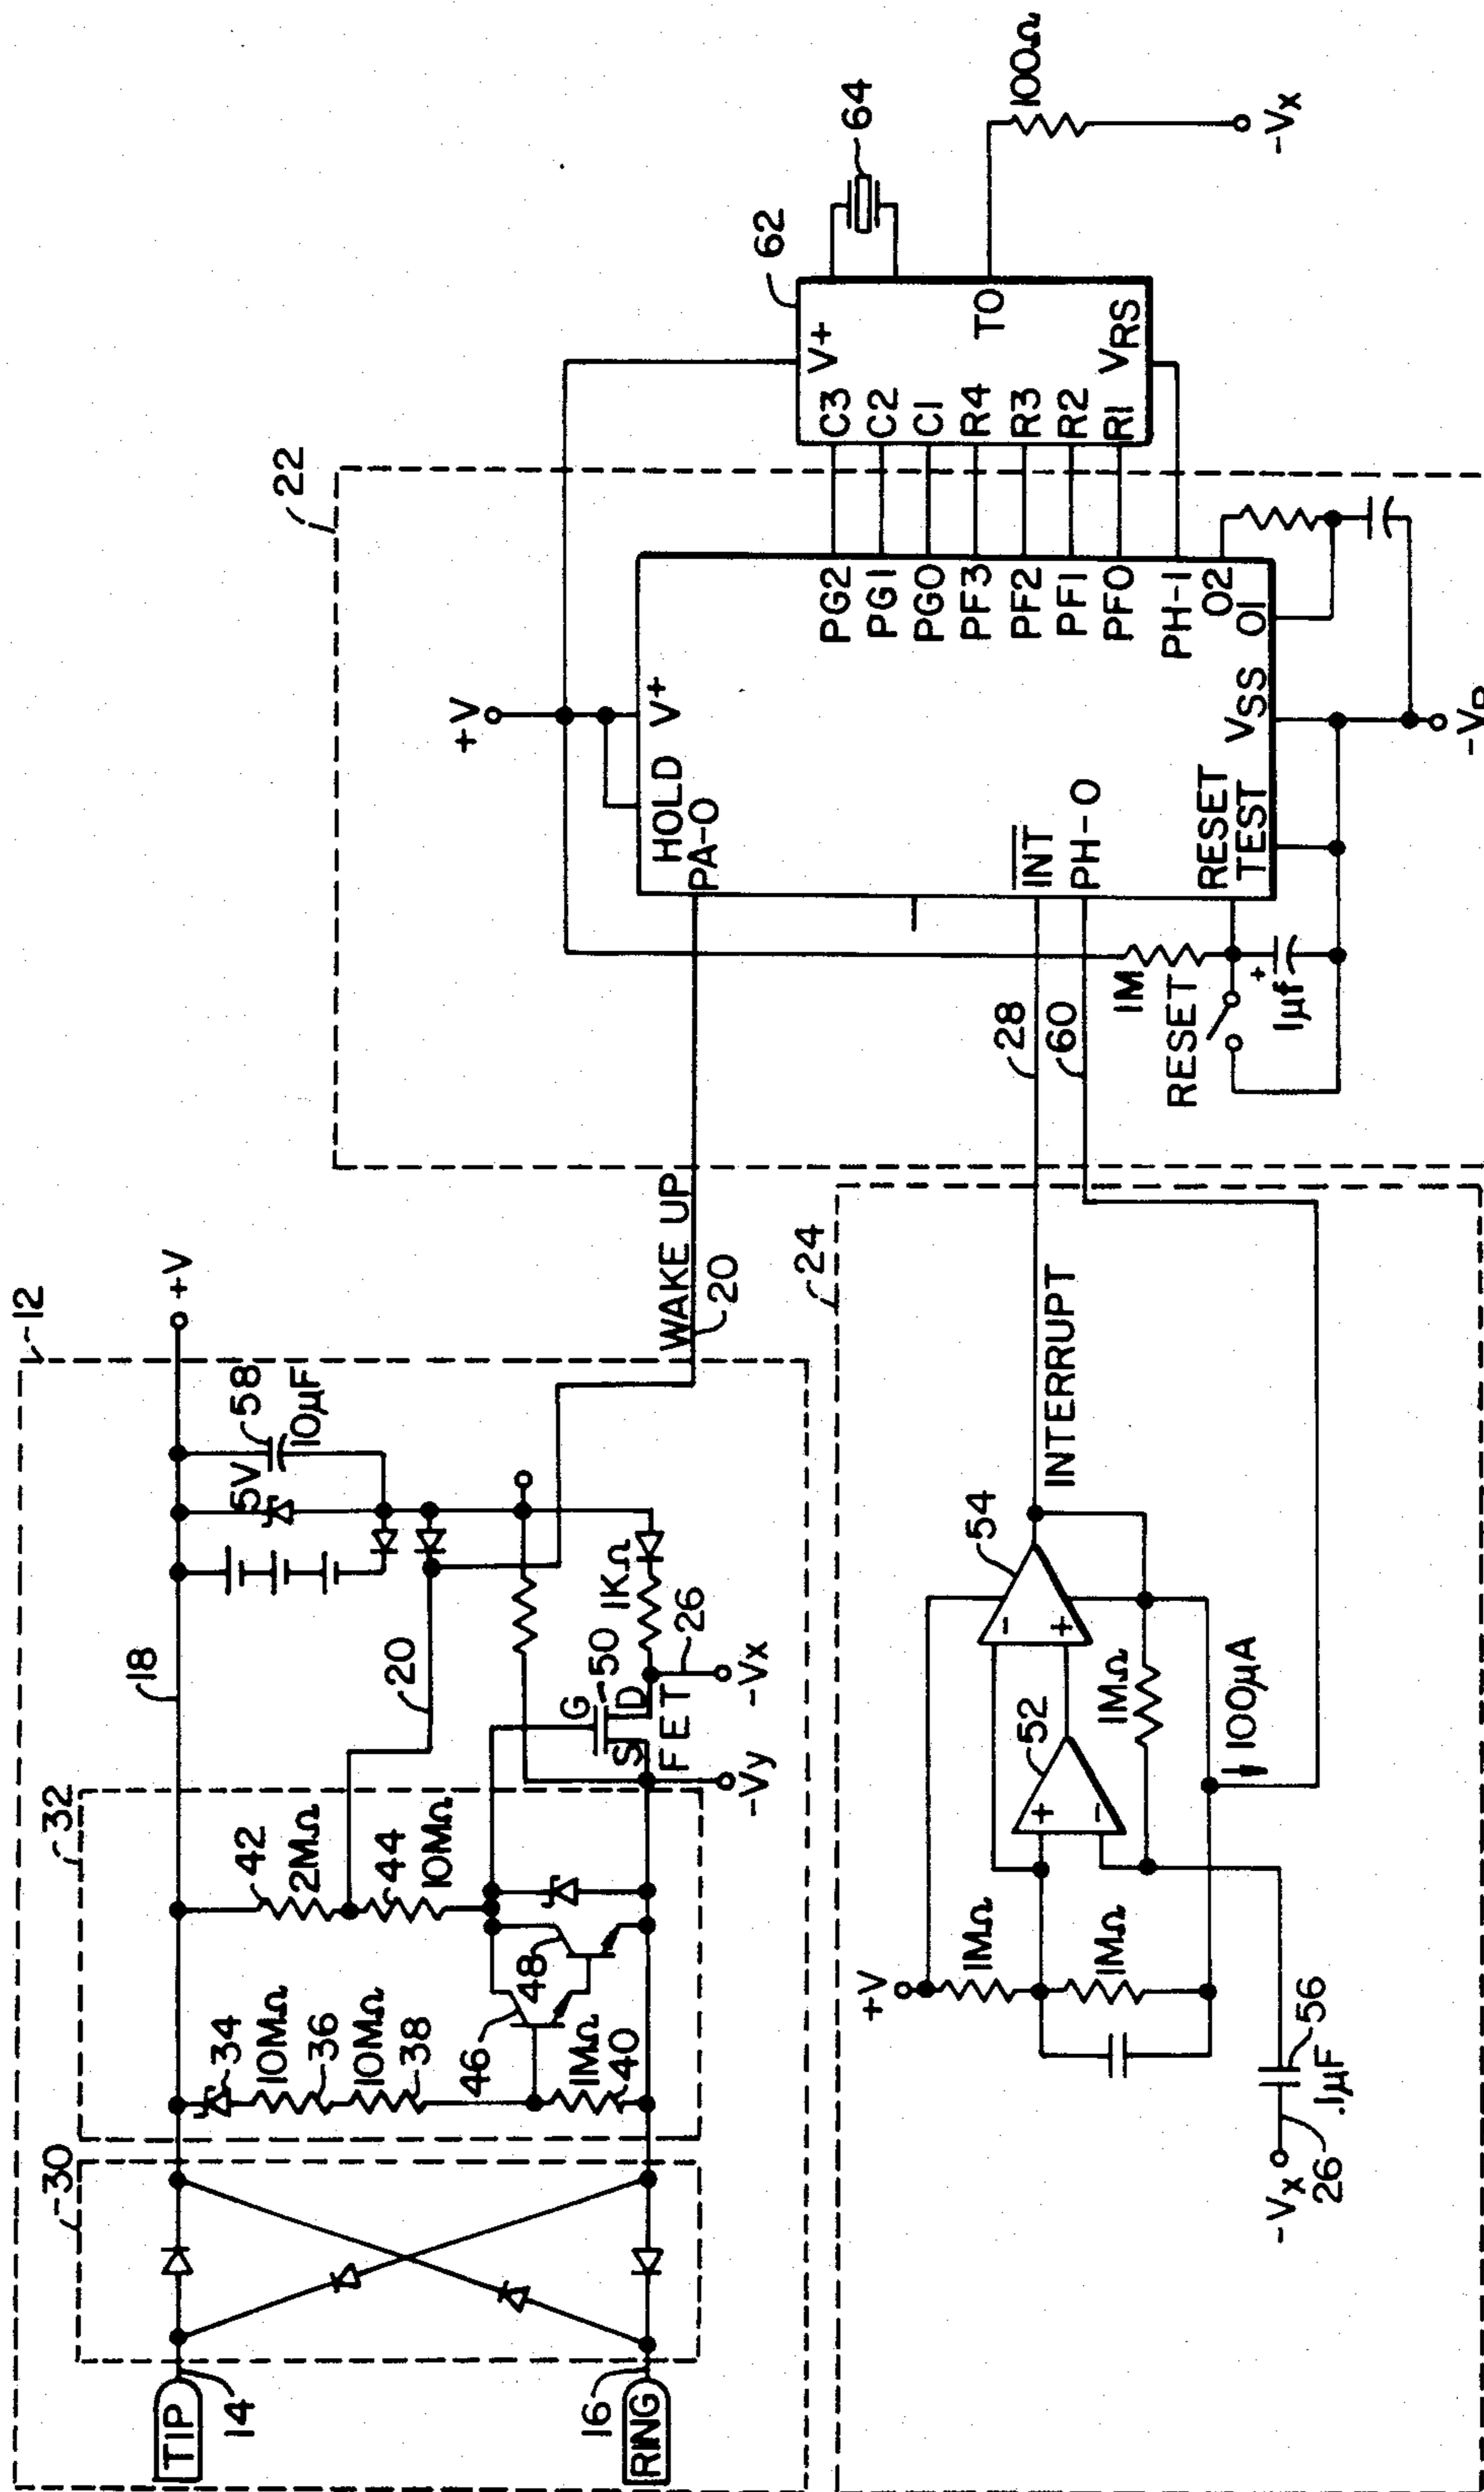 12
30
32
TIP
14
16
RING
18
+V
34
10MΩ
36
10MΩ
38
46
1MΩ
40
48
42
2MΩ
44
10MΩ
20
5V
58
10µF
G
50
S
D
FET
1KΩ
26
-Vx
-Vy
WAKE UP
20
22
+V
HOLD
V+
PA-O
INT
PH-O
RESET
TEST
VSS
PG2
PG1
PG0
PF3
PF2
PF1
PF0
PH-1
O2
O1
28
60
1M
RESET
+
1µf
62
V+
C3
C2
C1
R4
R3
R2
R1
TO
VRS
64
100Ω
-Vx
24
+V
1MΩ
1MΩ
52
+
-
54
-
+
1MΩ
100µA
INTERRUPT
-Vx
26
56
.1µF